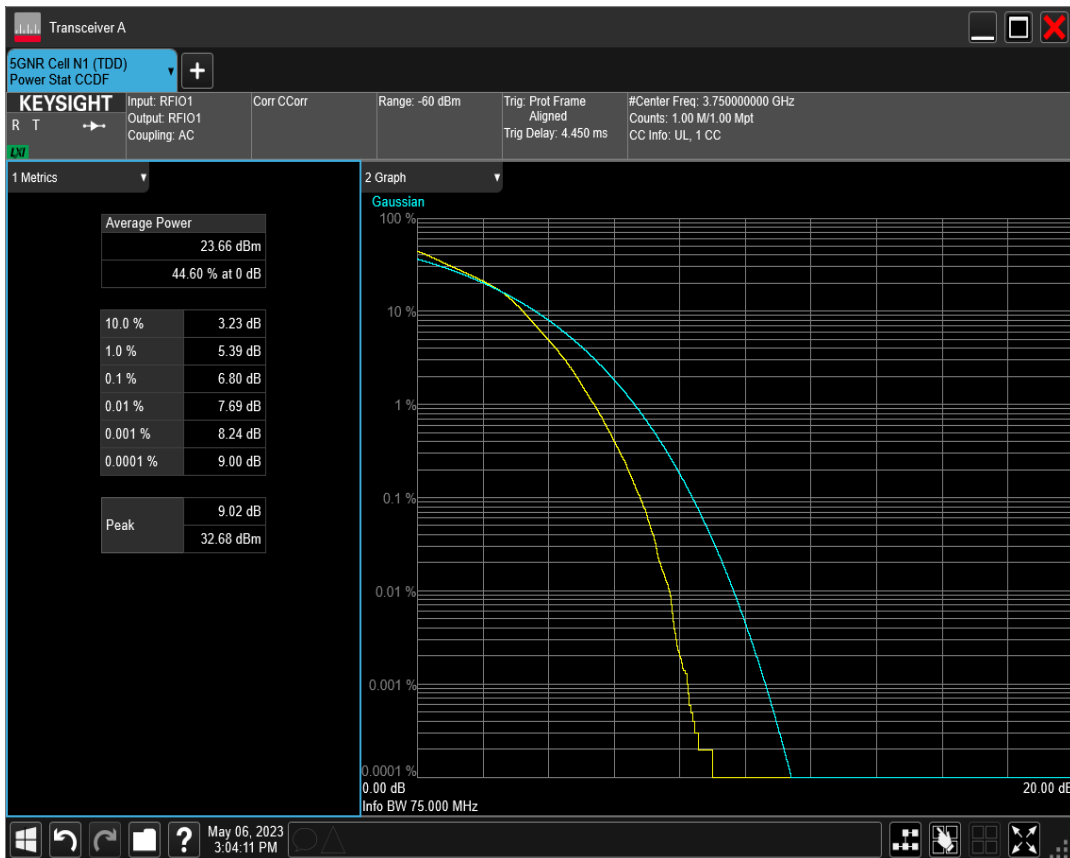 Transceiver A
5GNR Cell N1 (TDD)
Power Stat CCDF
KEYSIGHT
R T
LXI
Input: RFIO1
Output: RFIO1
Coupling: AC
Corr CCorr
Range: -60 dBm
Trig: Prot Frame
Aligned
Trig Delay: 4.450 ms
#Center Freq: 3.750000000 GHz
Counts: 1.00 M/1.00 Mpt
CC Info: UL, 1 CC
1 Metrics
Average Power
23.66 dBm
44.60 % at 0 dB
10.0 % 3.23 dB
1.0 % 5.39 dB
0.1 % 6.80 dB
0.01 % 7.69 dB
0.001 % 8.24 dB
0.0001 % 9.00 dB
Peak 9.02 dB
32.68 dBm
2 Graph
Gaussian
100 %
10 %
1 %
0.1 %
0.01 %
0.001 %
0.0001 %
0.00 dB 20.00 dB
Info BW 75.000 MHz
?
May 06, 2023
3:04:11 PM